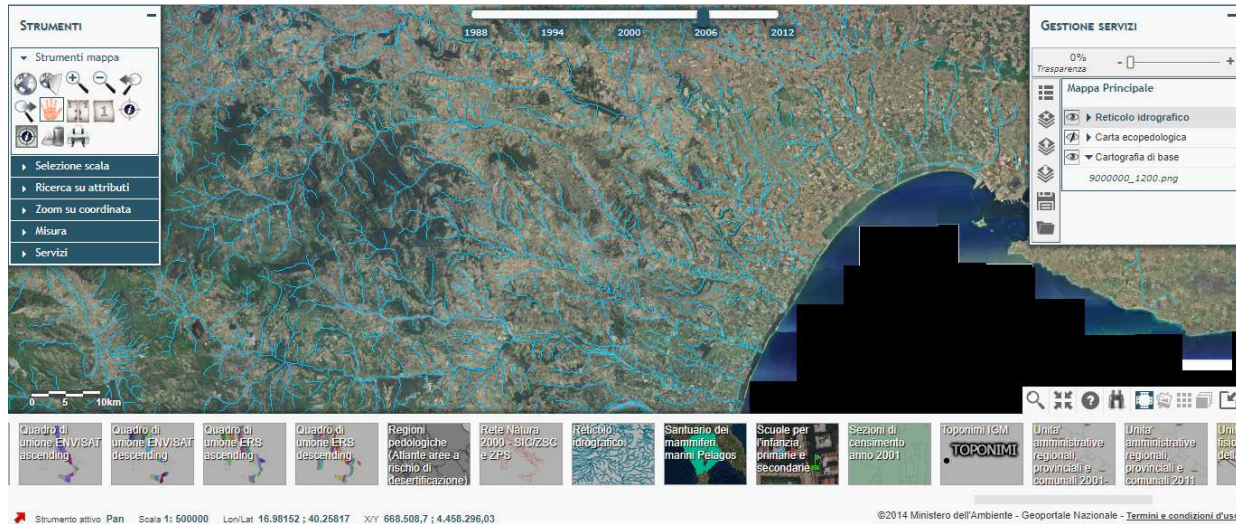 STRUMENTI
Strumenti mappa
Selezione scala
Ricerca su attributi
Zoom su coordinata
Misura
Servizi
1988 1994 2000 2006 2012
GESTIONE SERVIZI
0%
Trasparenza
- +
Mappa Principale
Reticolo idrografico
Carta ecopedologica
Cartografia di base
9000000_1200.png
0 5 10km
Quadro di unione ENVISAT ascending
Quadro di unione ENVISAT descending
Quadro di unione ERS ascending
Quadro di unione ERS descending
Regioni pedologiche (Atlante aree a rischio di desertificazione)
Rete Natura 2000 - SIC/ZSC e ZPS
Reticolo idrografico
Santuario dei mammiferi marini Pelagos
Scuole per l'infanzia, primarie e secondarie
Sezioni di censimento anno 2001
Toponimi IGM
TOPONIMI
Unita' amministrative regionali, provinciali e comunali 2001-
Unita' amministrative regionali, provinciali e comunali 2011
Strumento attivo Pan Scala 1: 500000 Lon/Lat 16.98152 ; 40.25817 X/Y 668.508,7 ; 4.458.296,03
©2014 Ministero dell'Ambiente - Geoportale Nazionale - Termini e condizioni d'uso